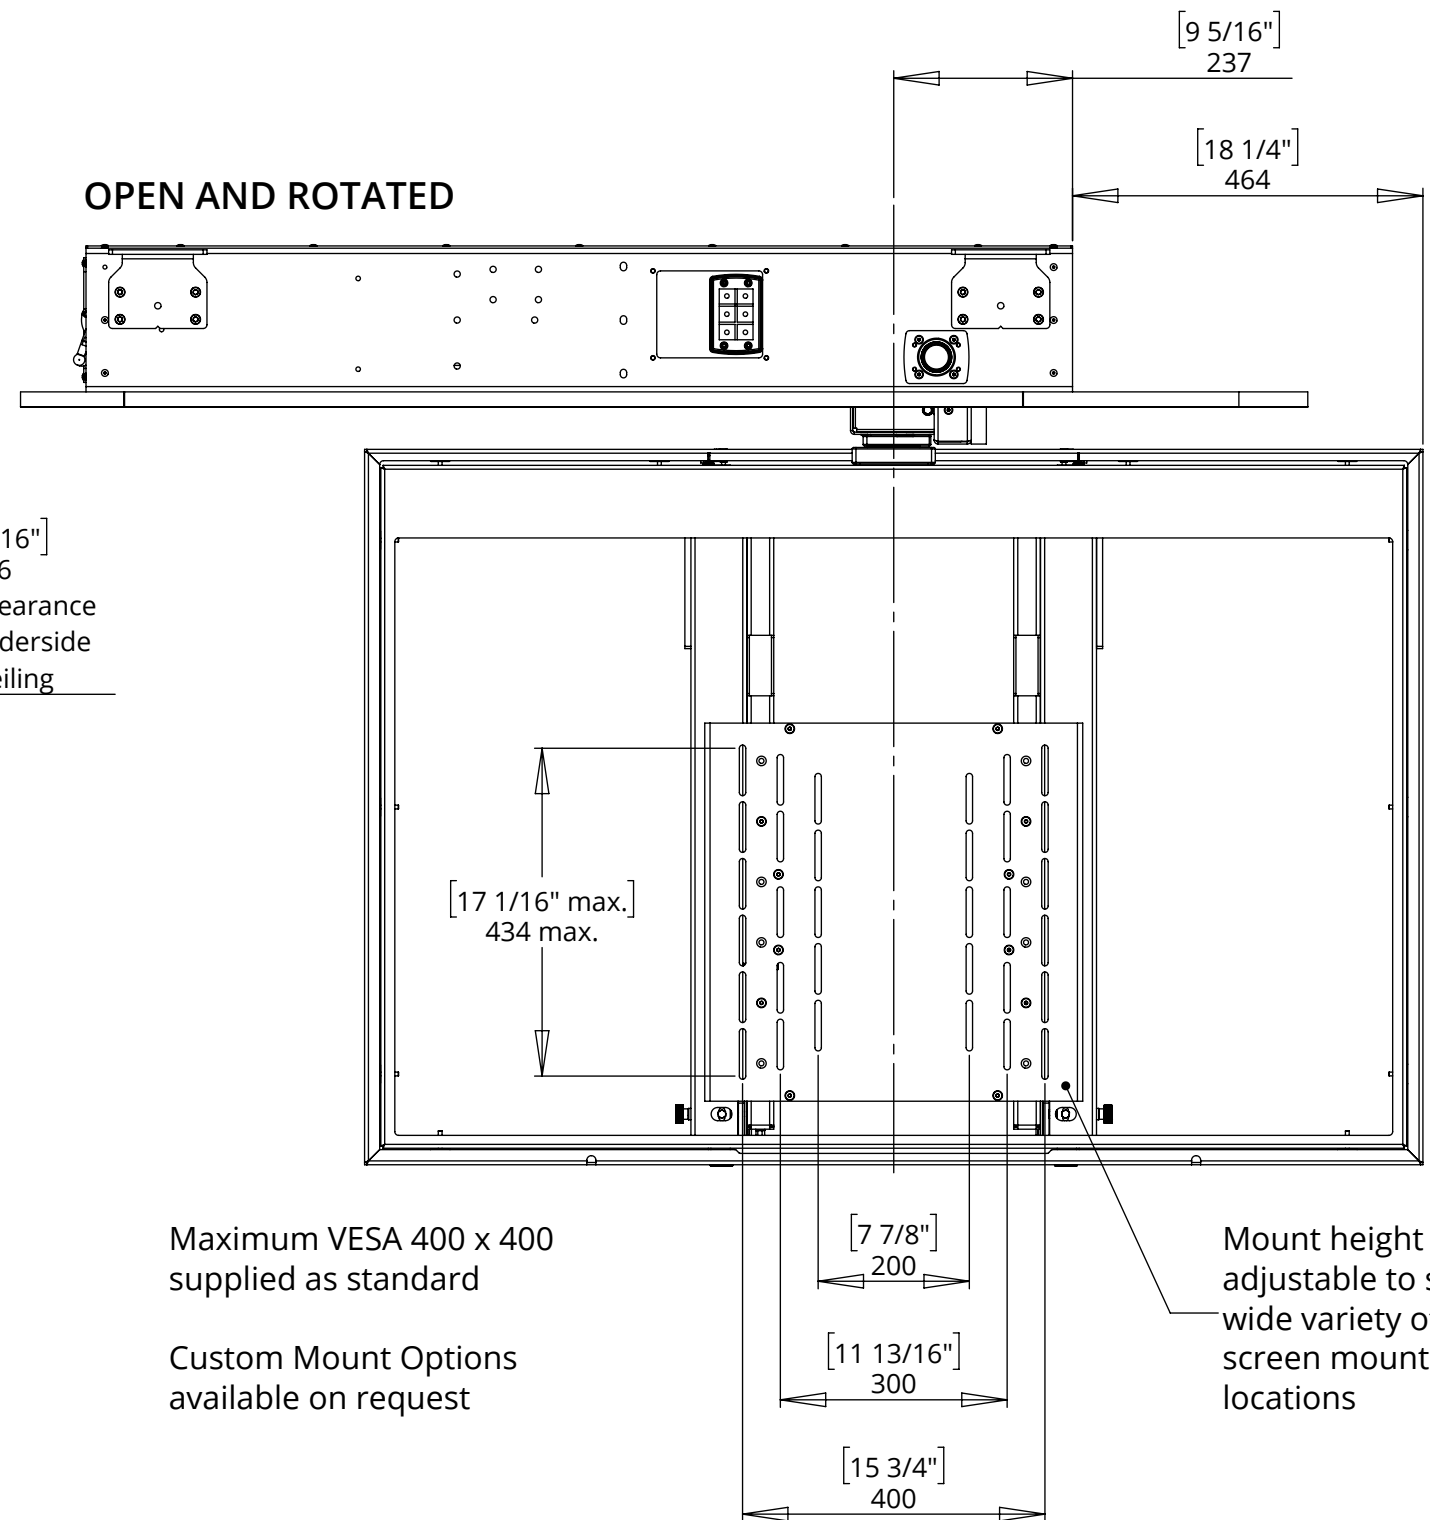 [9 5/16"]
237
[18 1/4"]
464
OPEN AND ROTATED
16"]
6
earance
derside
eiling
[17 1/16" max.]
434 max.
Maximum VESA 400 x 400
supplied as standard
Custom Mount Options
available on request
[7 7/8"]
200
[11 13/16"]
300
[15 3/4"]
400
Mount height
adjustable to s
wide variety of
screen mount
locations